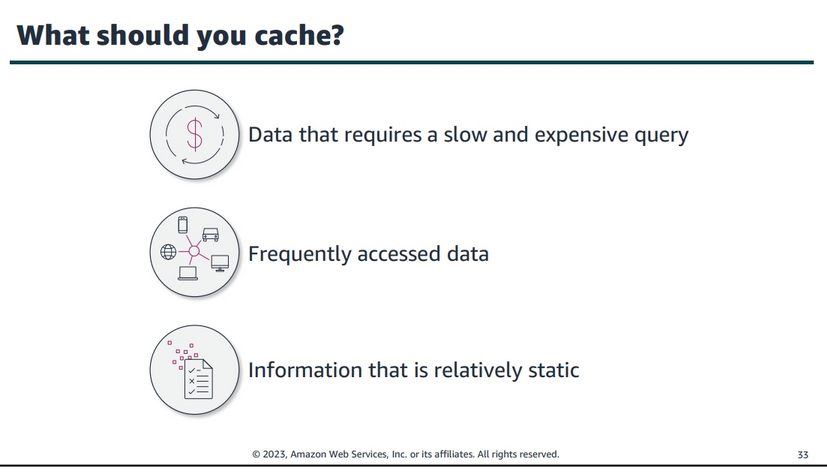 What should you cache?
$
Data that requires a slow and expensive query
Frequently accessed data
Information that is relatively static
© 2023, Amazon Web Services, Inc. or its affiliates. All rights reserved.
33